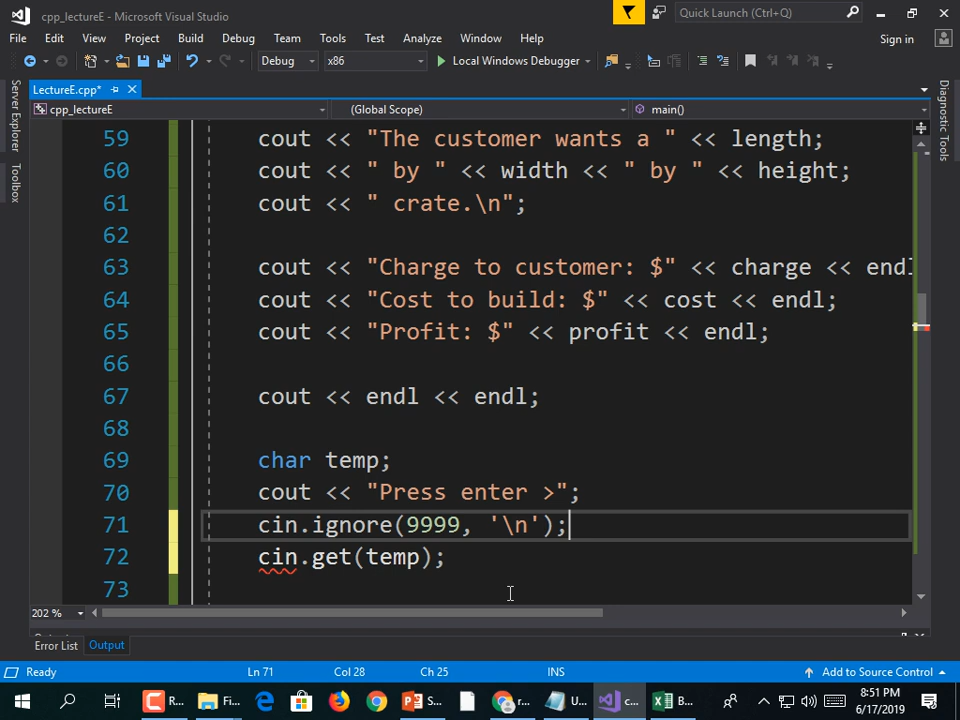 cpp_lectureE - Microsoft Visual Studio
Quick Launch (Ctrl+Q)
File Edit View Project Build Debug Team Tools Test Analyze Window Help
Sign in
Debug x86 Local Windows Debugger
LectureE.cpp*
cpp_lectureE (Global Scope) main()
Server Explorer
Toolbox
Diagnostic Tools
59 cout << "The customer wants a " << length;
60 cout << " by " << width << " by " << height;
61 cout << " crate.\n";
62
63 cout << "Charge to customer: $" << charge << endl
64 cout << "Cost to build: $" << cost << endl;
65 cout << "Profit: $" << profit << endl;
66
67 cout << endl << endl;
68
69 char temp;
70 cout << "Press enter >";
71 cin.ignore(9999, '\n');
72 cin.get(temp);
73
202 %
Error List Output
Ready Ln 71 Col 28 Ch 25 INS Add to Source Control
R... Fi... S... r... U... c... B...
8:51 PM
6/17/2019